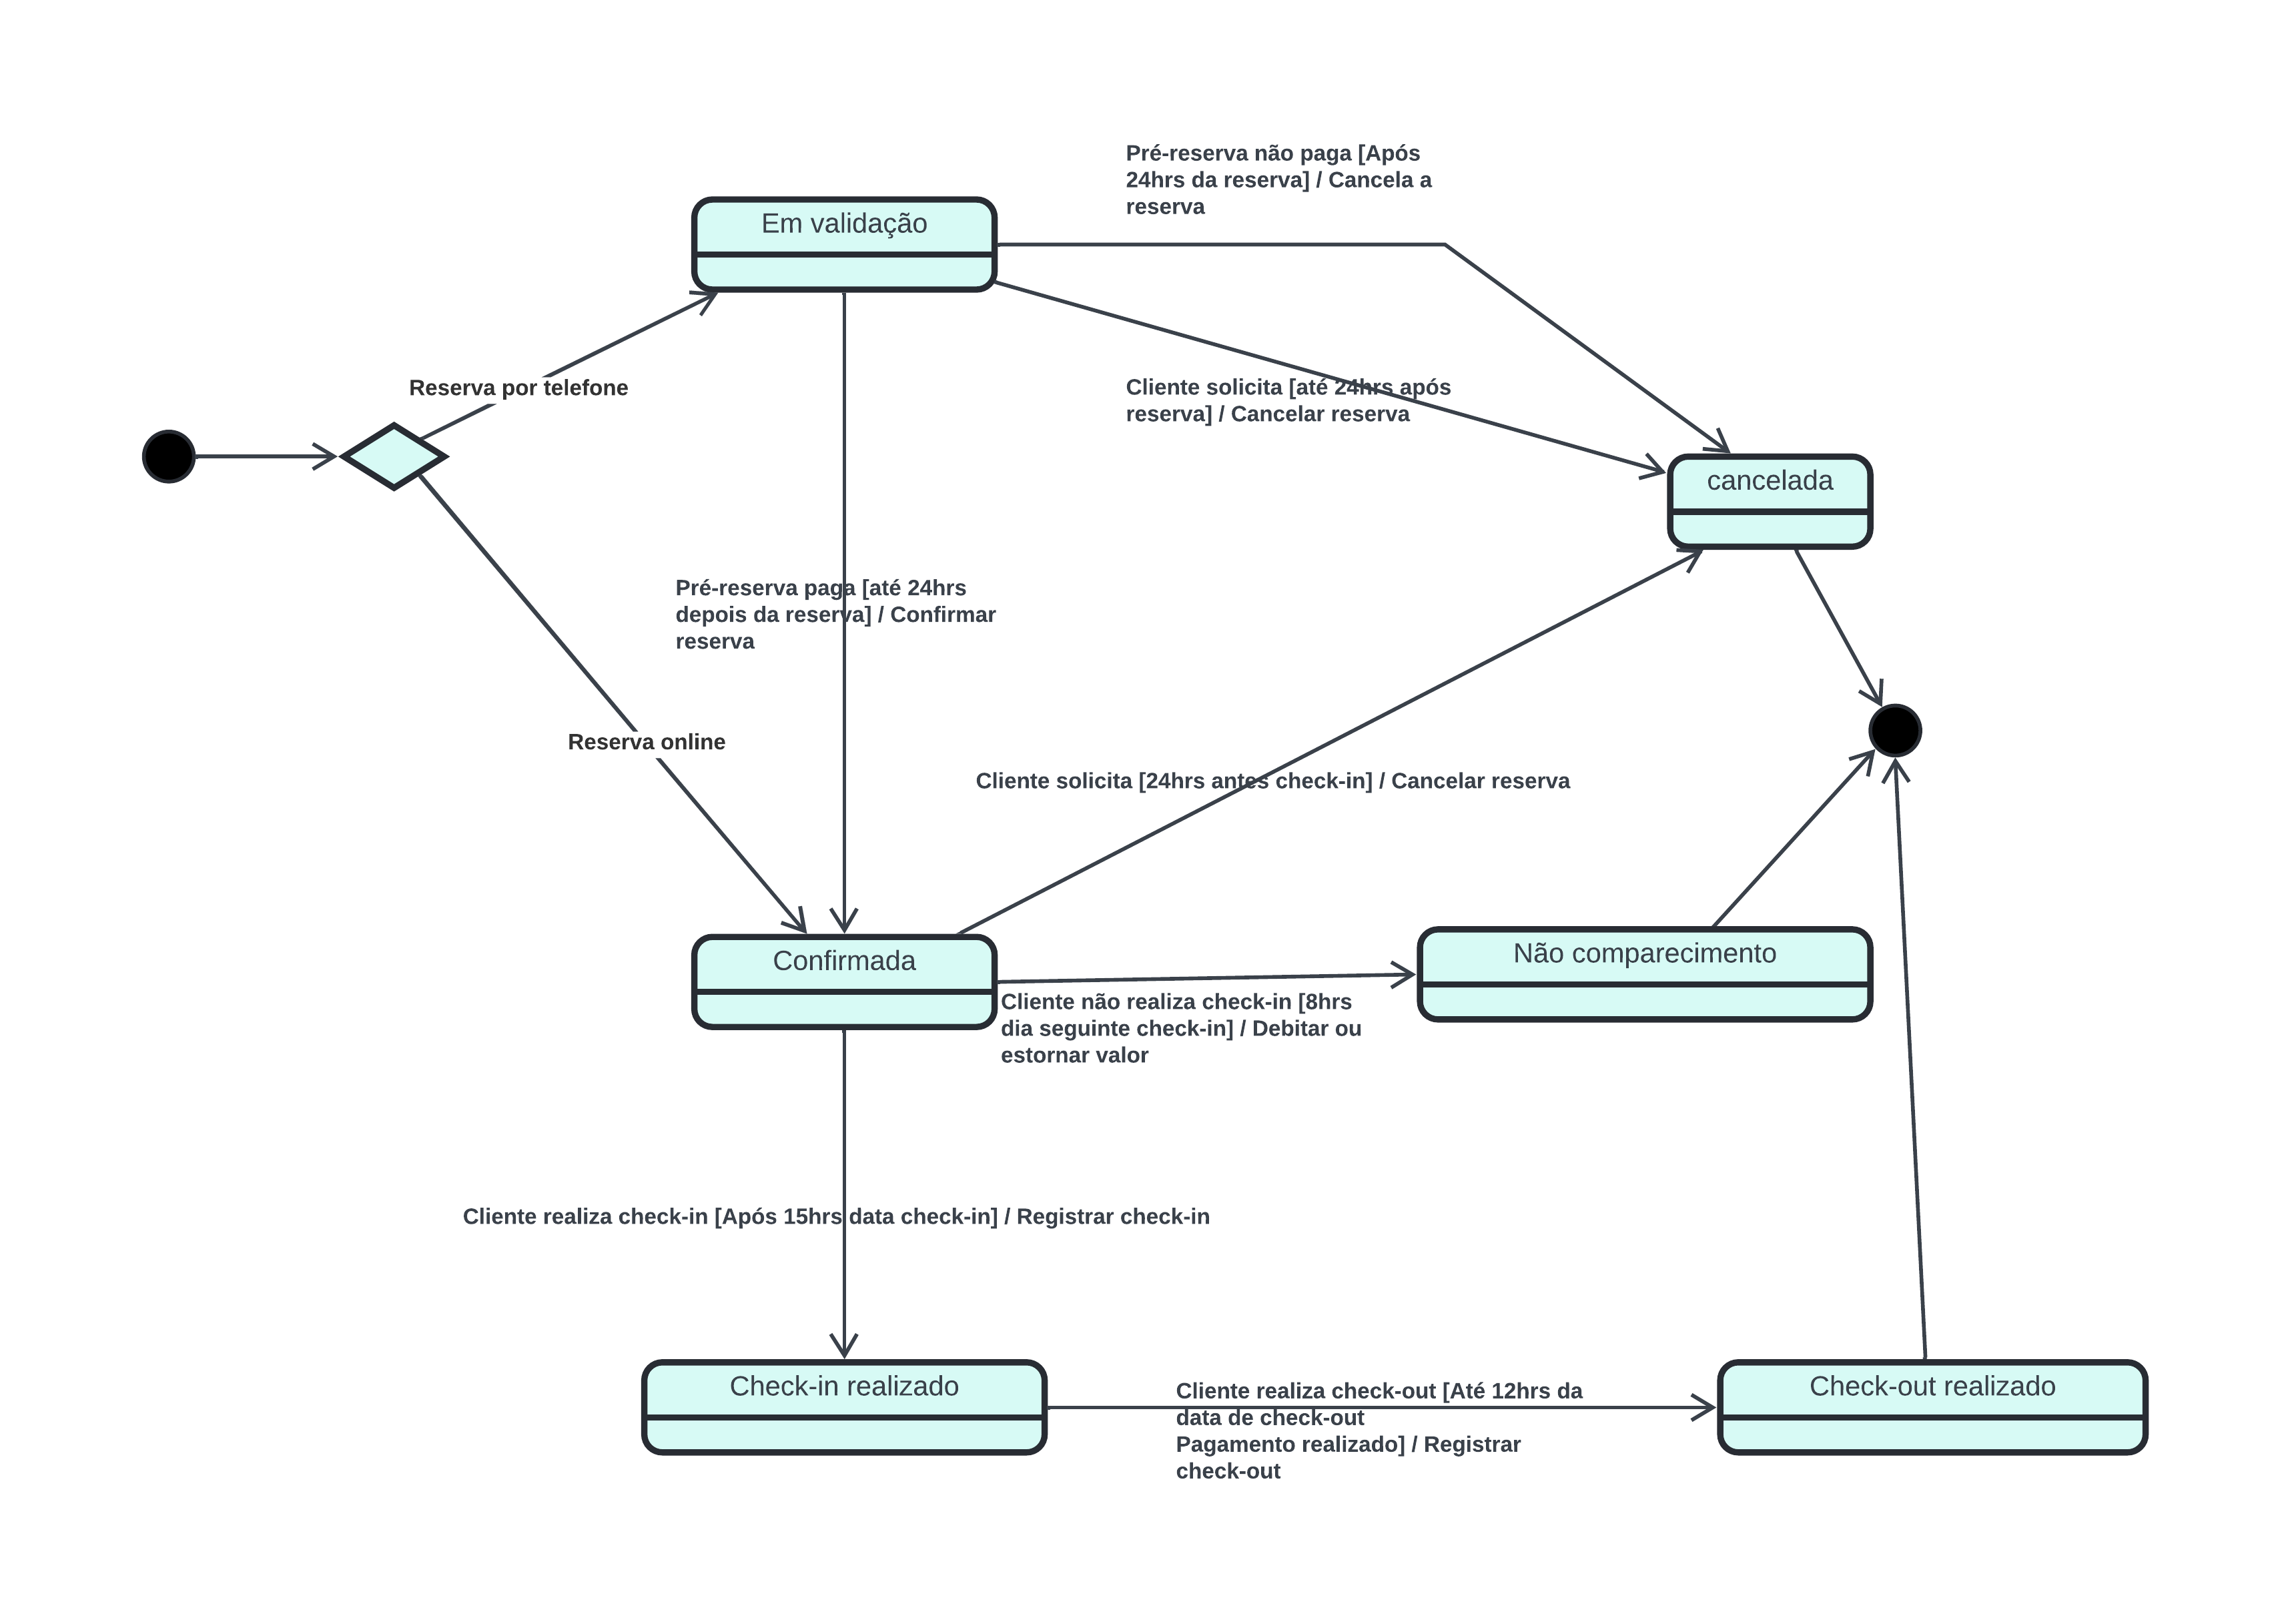 Pré-reserva não paga [Após
24hrs da reserva] / Cancela a
reserva
Em validação
Reserva por telefone
Cliente solicita [até 24hrs após
reserva] / Cancelar reserva
cancelada
Pré-reserva paga [até 24hrs
depois da reserva] / Confirmar
reserva
Reserva online
Cliente solicita [24hrs antes check-in] / Cancelar reserva
Confirmada
Não comparecimento
Cliente não realiza check-in [8hrs
dia seguinte check-in] / Debitar ou
estornar valor
Cliente realiza check-in [Após 15hrs data check-in] / Registrar check-in
Check-in realizado
Cliente realiza check-out [Até 12hrs da
data de check-out
Pagamento realizado] / Registrar
check-out
Check-out realizado